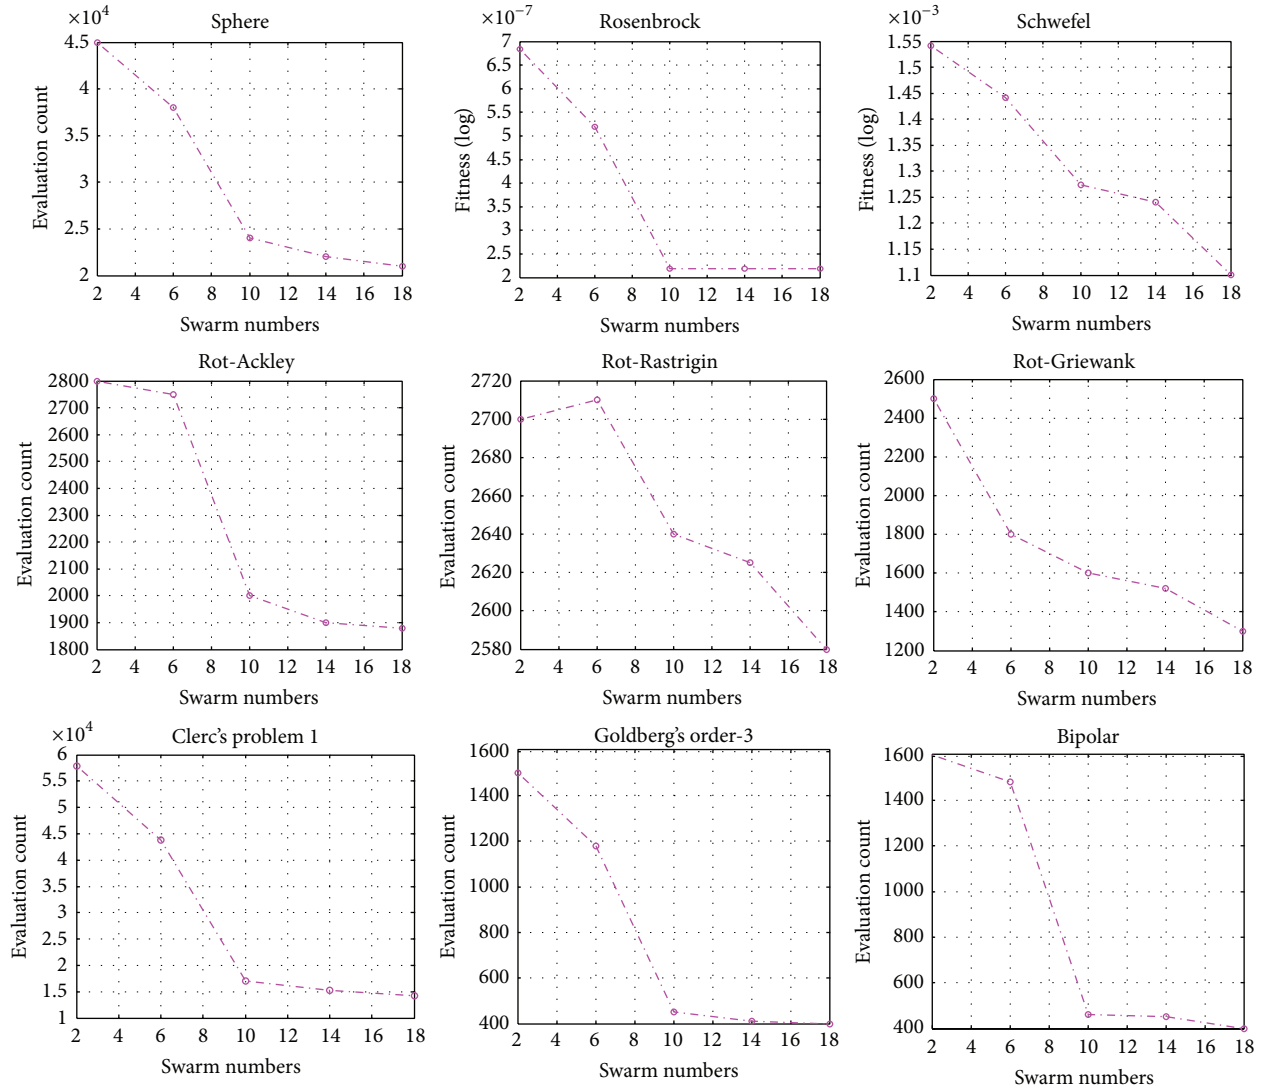 ×10⁴
Sphere
Evaluation count
4.5
4
3.5
3
2.5
2
2 4 6 8 10 12 14 16 18
Swarm numbers
×10⁻⁷
Rosenbrock
Fitness (log)
7
6.5
6
5.5
5
4.5
4
3.5
3
2.5
2
2 4 6 8 10 12 14 16 18
Swarm numbers
×10⁻³
Schwefel
Fitness (log)
1.55
1.5
1.45
1.4
1.35
1.3
1.25
1.2
1.15
1.1
2 4 6 8 10 12 14 16 18
Swarm numbers
Rot-Ackley
Evaluation count
2800
2700
2600
2500
2400
2300
2200
2100
2000
1900
1800
2 4 6 8 10 12 14 16 18
Swarm numbers
Rot-Rastrigin
Evaluation count
2720
2700
2680
2660
2640
2620
2600
2580
2 4 6 8 10 12 14 16 18
Swarm numbers
Rot-Griewank
Evaluation count
2600
2400
2200
2000
1800
1600
1400
1200
2 4 6 8 10 12 14 16 18
Swarm numbers
×10⁴
Clerc's problem 1
Evaluation count
6
5.5
5
4.5
4
3.5
3
2.5
2
1.5
1
2 4 6 8 10 12 14 16 18
Swarm numbers
Goldberg's order-3
Evaluation count
1600
1400
1200
1000
800
600
400
2 4 6 8 10 12 14 16 18
Swarm numbers
Bipolar
Evaluation count
1600
1400
1000
800
600
400
2 4 6 8 10 12 14 16 18
Swarm numbers